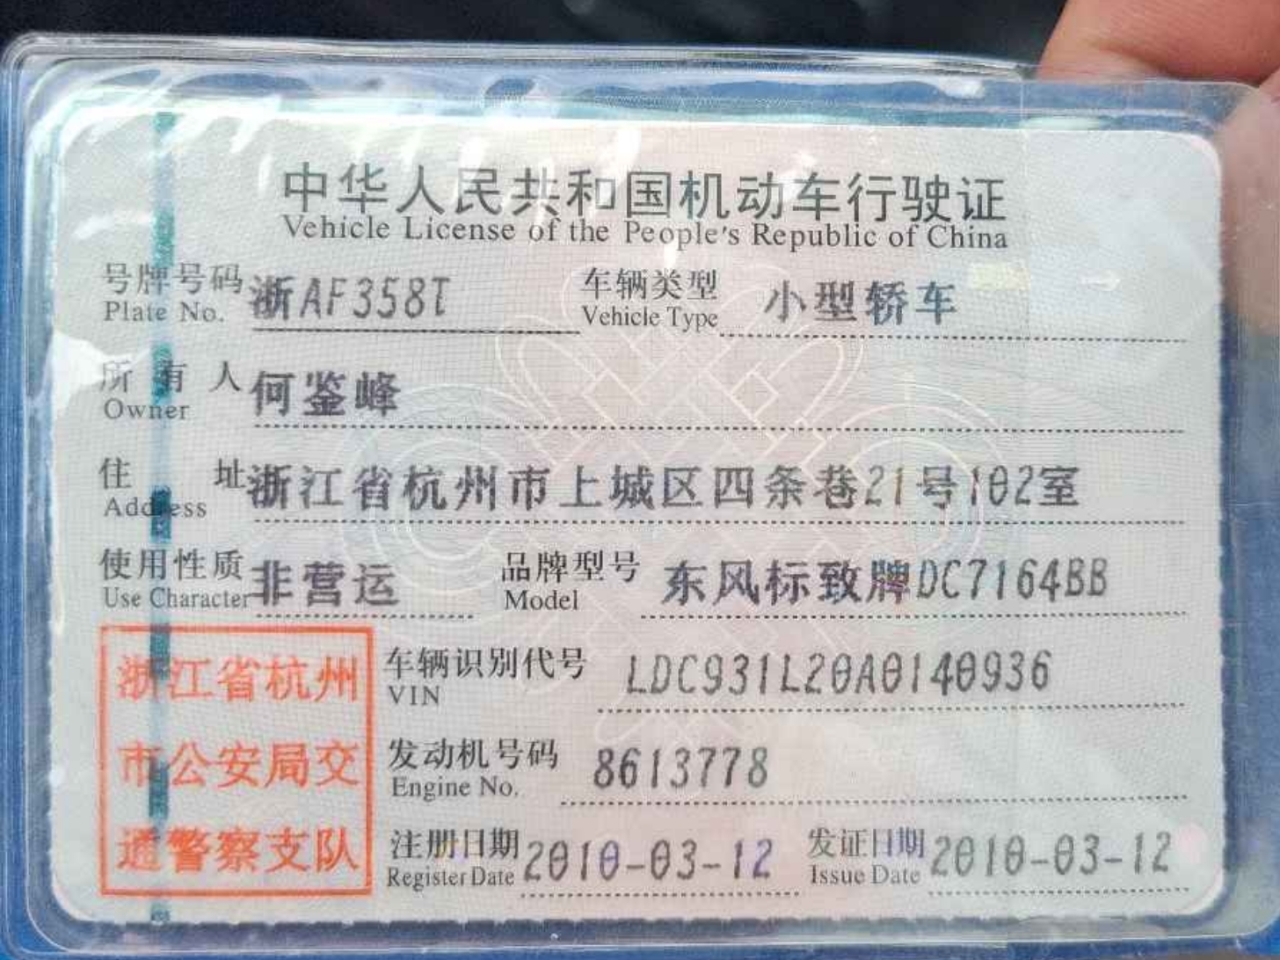 中华人民共和国机动车行驶证
Vehicle License of the People's Republic of China
号牌号码 浙AF358T 车辆类型 小型轿车
Plate No. Vehicle Type
所有人 何鉴峰
Owner
住址 浙江省杭州市上城区四条巷21号102室
Address
使用性质 非营运 品牌型号 东风标致牌DC7164BB
Use Character Model
浙江省杭州
市公安局交
通警察支队
车辆识别代号 LDC931L20A0140936
VIN
发动机号码 8613778
Engine No.
注册日期 2010-03-12 发证日期 2010-03-12
Register Date Issue Date